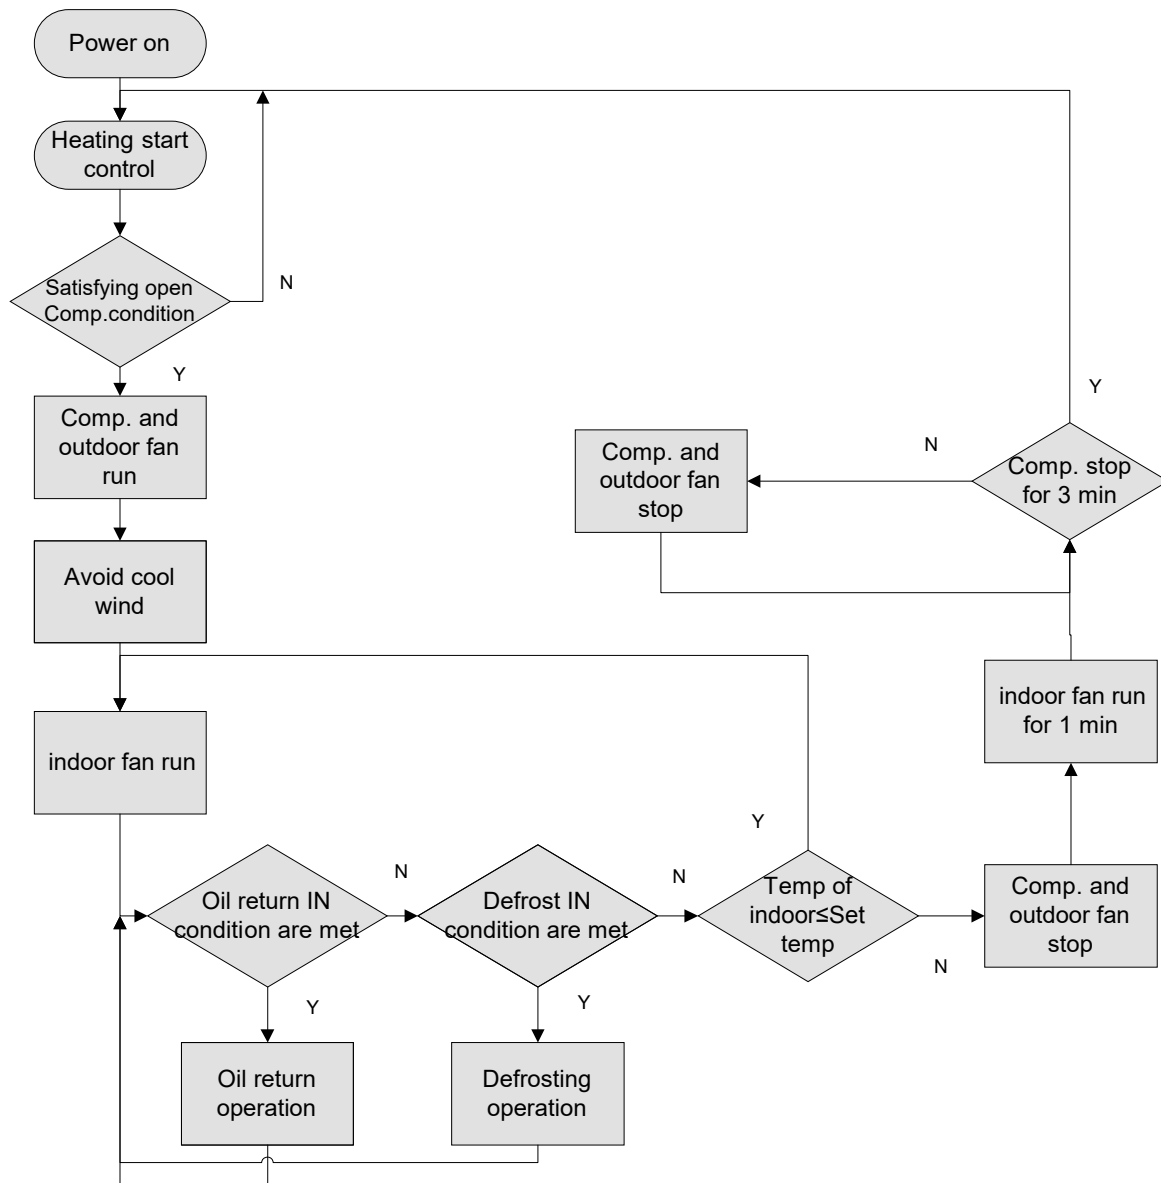 Power on
Heating start
control
Satisfying open
Comp.condition
N
Y
Comp. and
outdoor fan
run
Avoid cool
wind
indoor fan run
Oil return IN
condition are met
N
Y
Oil return
operation
Defrost IN
condition are met
N
Y
Defrosting
operation
Temp of
indoor≤Set
temp
Y
N
Comp. and
outdoor fan
stop
indoor fan run
for 1 min
Comp. stop
for 3 min
Y
N
Comp. and
outdoor fan
stop